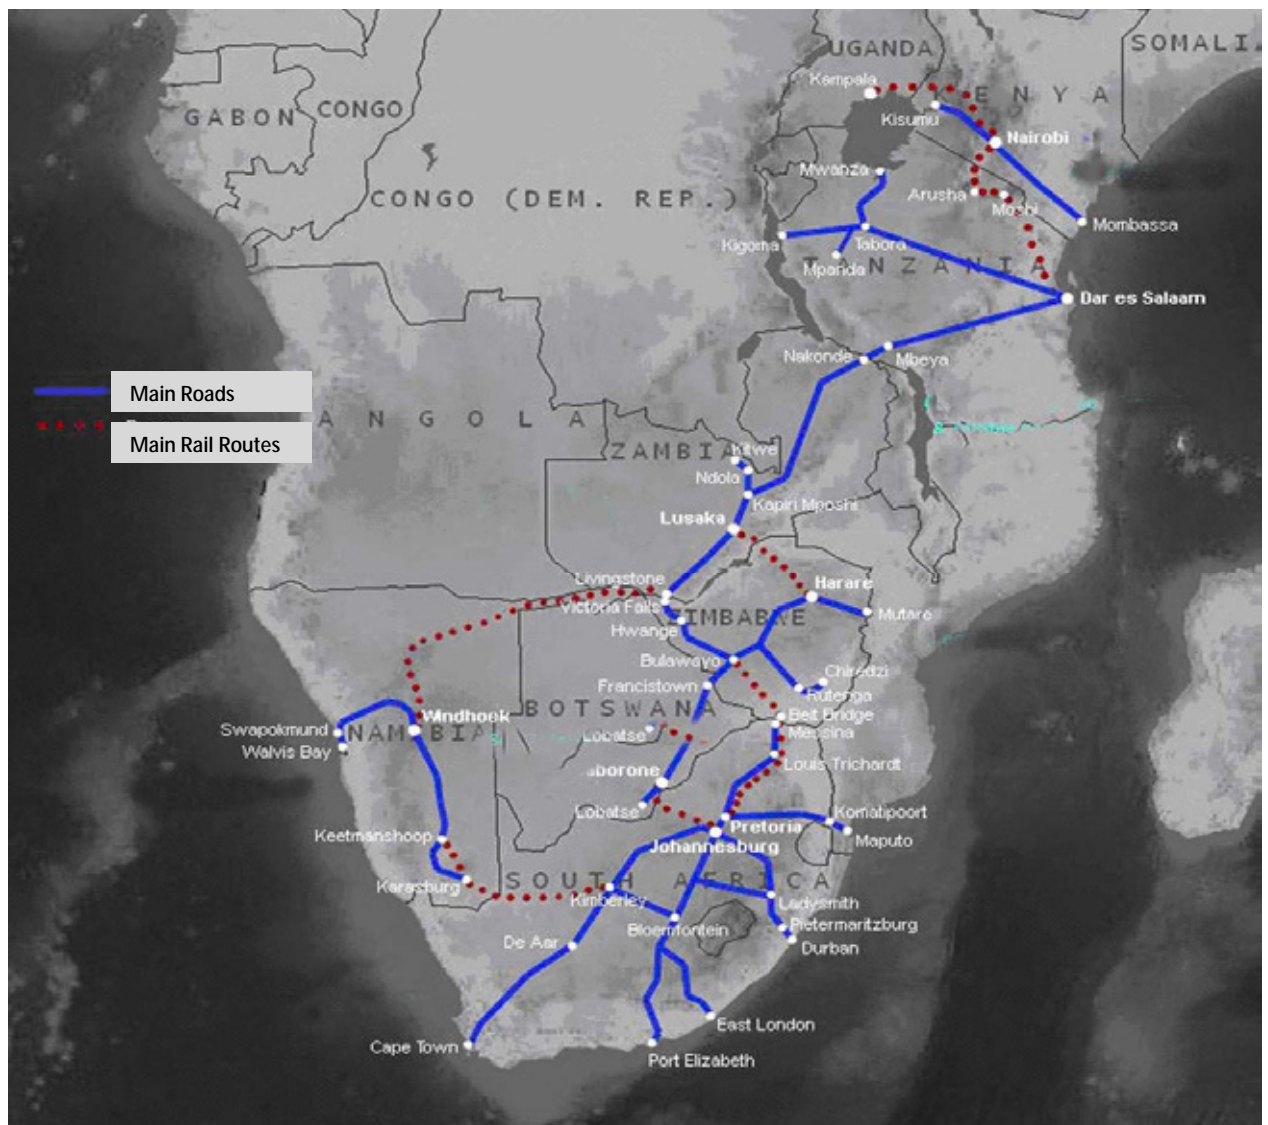 UGANDA
SOMALI
Kampala
KENYA
GABON
CONGO
Kisumu
Nairobi
Mwanza
CONGO (DEM. REP.)
Arusha
Moshi
Mombassa
Kigoma
Tabora
Mpanda
TANZANIA
Dar es Salaam
Nakonde
Mbeya
Main Roads
ANGOLA
Main Rail Routes
ZAMBIA
Kitwe
Ndola
Kapiri Mposhi
Lusaka
Livingstone
Harare
Victoria Falls
ZIMBABWE
Mutare
Hwange
Bulawayo
Chiredzi
Francistown
Rutenga
BOTSWANA
Windhoek
Beit Bridge
Swapokmund
NAMIBIA
Lobatse
Messina
Walvis Bay
Louis Trichardt
aborone
Lobatse
Komatipoort
Pretoria
Keetmanshoop
Johannesburg
Maputo
Karasburg
SOUTH AFRICA
Kimberley
Ladysmith
Bloemfontein
Pietermaritzburg
De Aar
Durban
East London
Cape Town
Port Elizabeth